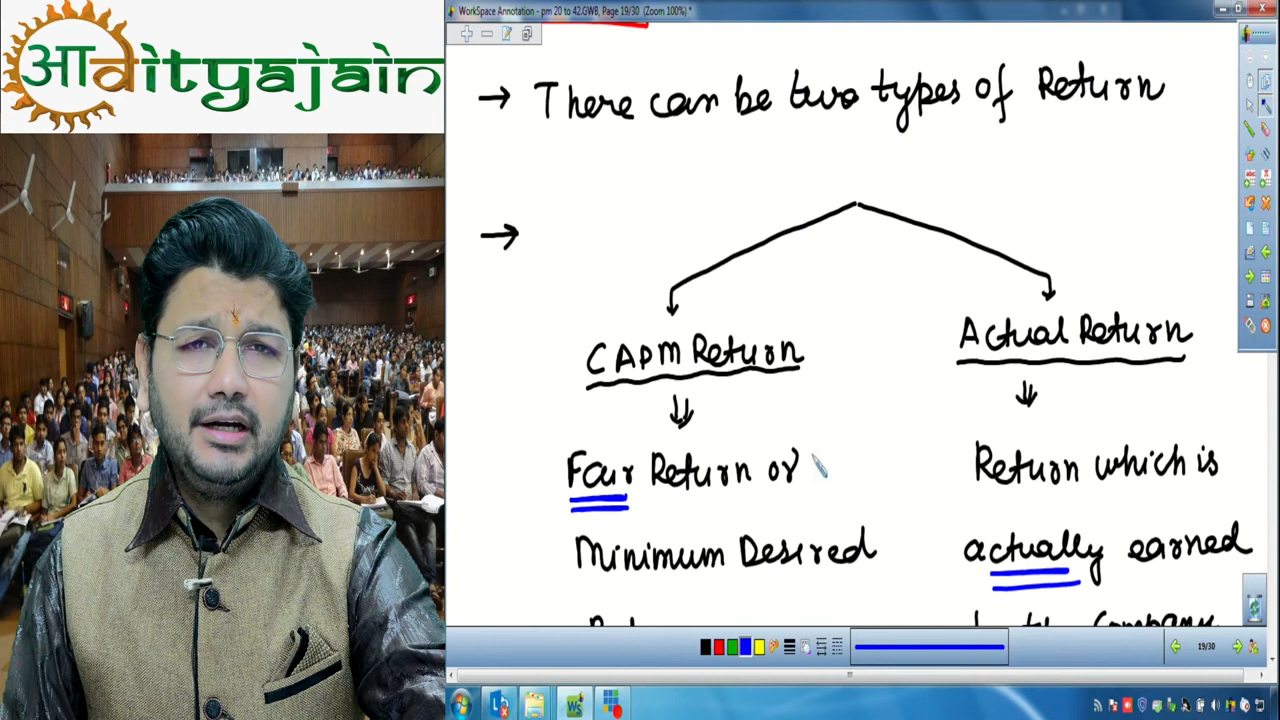 आdityajain
WorkSpace Annotation - pm 20 to 42.GWB, Page 19/30 (Zoom 100%) *
→ There can be two types of Return
→
CAPM Return
Actual Return
Fair Return or
Return which is
Minimum Desired
actually earned
19/30